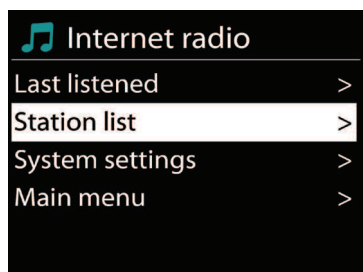 Internet radio
Last listened >
Station list >
System settings >
Main menu >